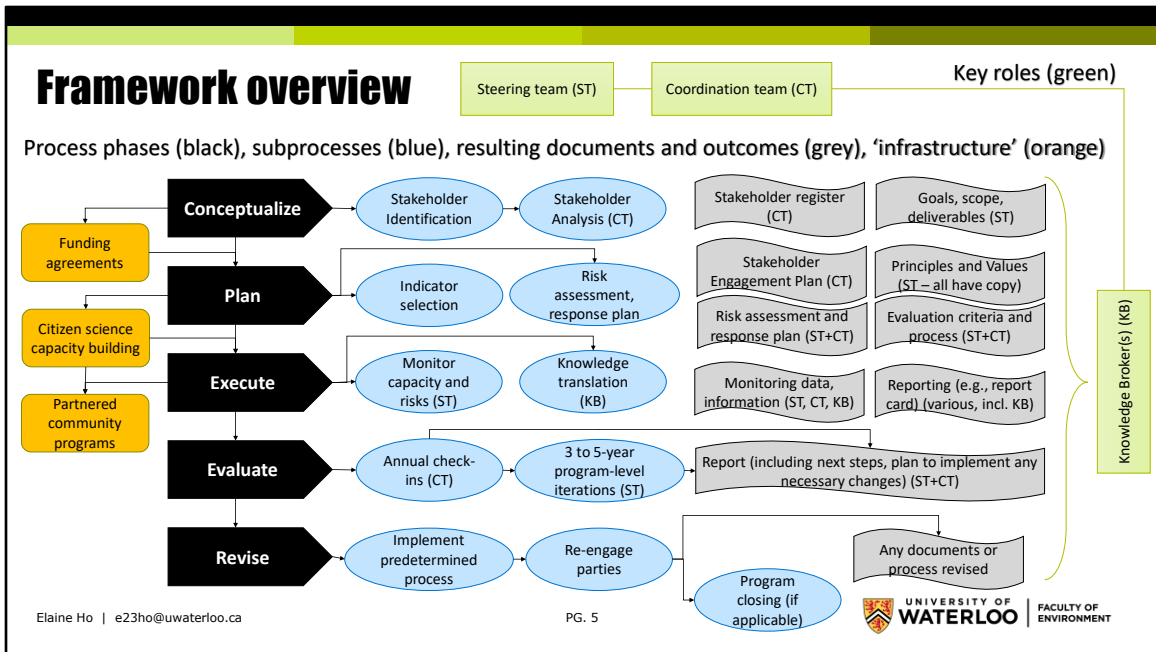 Framework overview
Steering team (ST)
Coordination team (CT)
Key roles (green)
Process phases (black), subprocesses (blue), resulting documents and outcomes (grey), ‘infrastructure’ (orange)
Conceptualize
Stakeholder
Identification
Stakeholder
Analysis (CT)
Stakeholder register
(CT)
Goals, scope,
deliverables (ST)
Funding
agreements
Plan
Indicator
selection
Risk
assessment,
response plan
Stakeholder
Engagement Plan (CT)
Principles and Values
(ST – all have copy)
Citizen science
capacity building
Risk assessment and
response plan (ST+CT)
Evaluation criteria and
process (ST+CT)
Execute
Monitor
capacity and
risks (ST)
Knowledge
translation
(KB)
Monitoring data,
information (ST, CT, KB)
Reporting (e.g., report
card) (various, incl. KB)
Partnered
community
programs
Knowledge Broker(s) (KB)
Evaluate
Annual check-
ins (CT)
3 to 5-year
program-level
iterations (ST)
Report (including next steps, plan to implement any
necessary changes) (ST+CT)
Revise
Implement
predetermined
process
Re-engage
parties
Any documents or
process revised
Program
closing (if
applicable)
Elaine Ho | e23ho@uwaterloo.ca
PG. 5
UNIVERSITY OF
WATERLOO
FACULTY OF
ENVIRONMENT